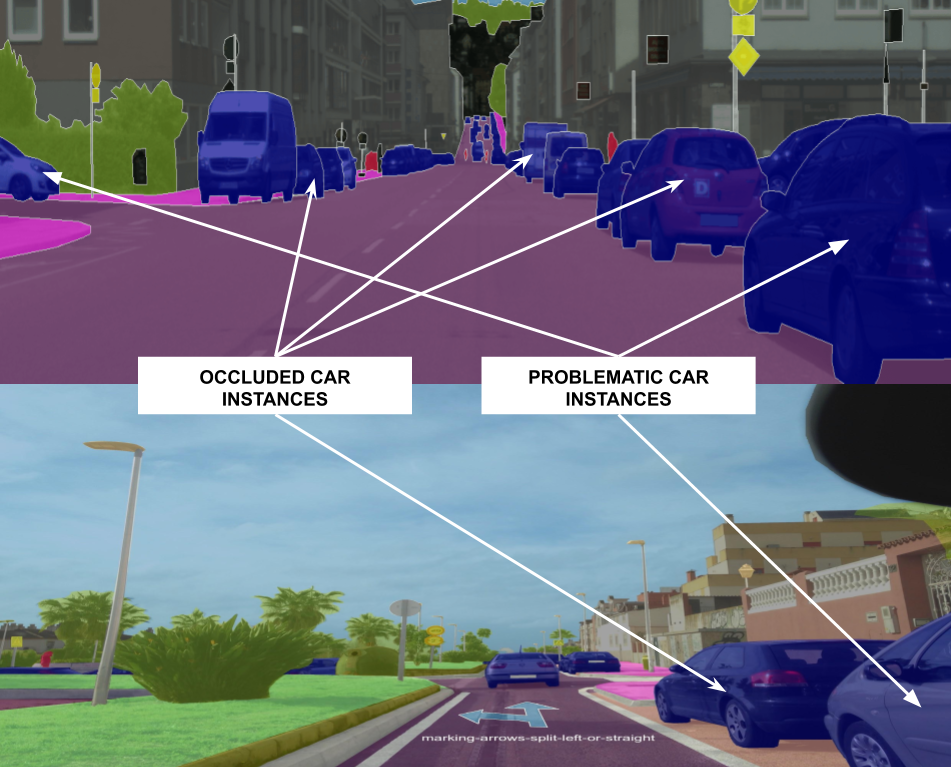 D
OCCLUDED CAR
INSTANCES
PROBLEMATIC CAR
INSTANCES
marking-arrows-split-left-or-straight